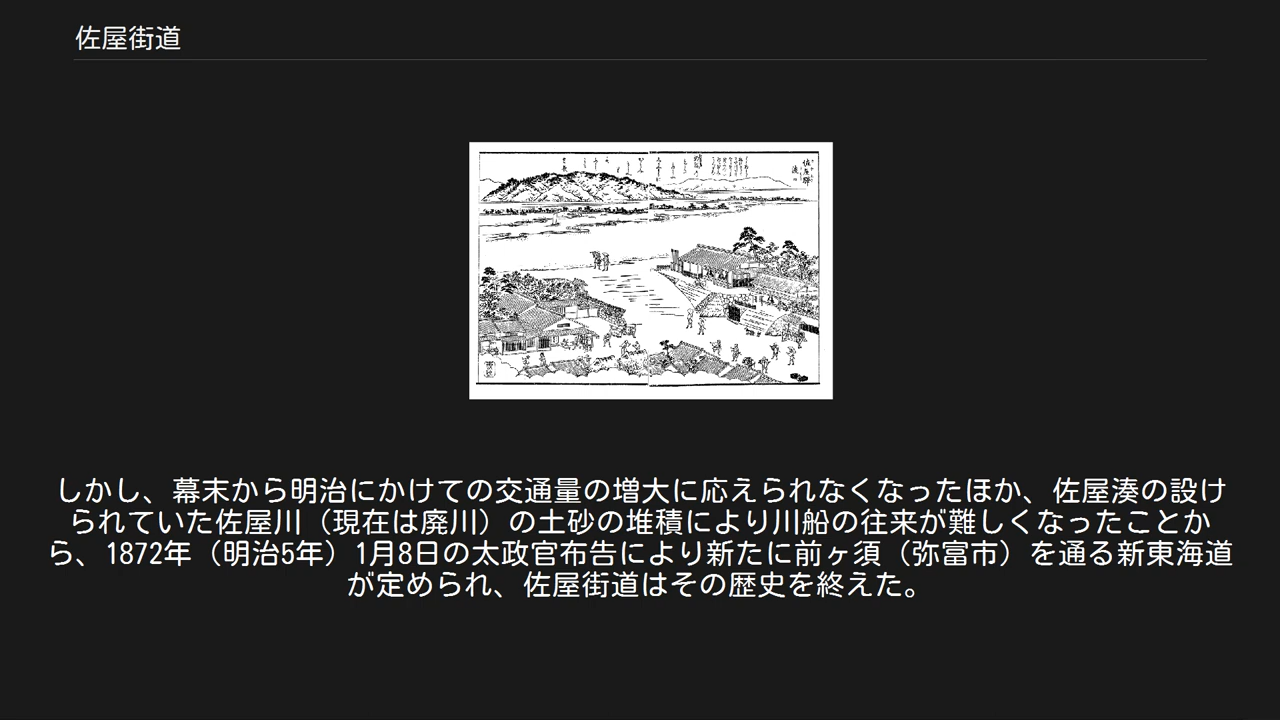 佐屋街道
佐屋駅
渡口
しかし、幕末から明治にかけての交通量の増大に応えられなくなったほか、佐屋湊の設け
られていた佐屋川（現在は廃川）の土砂の堆積により川船の往来が難しくなったことか
ら、1872年（明治5年）1月8日の太政官布告により新たに前ヶ須（弥富市）を通る新東海道
が定められ、佐屋街道はその歴史を終えた。